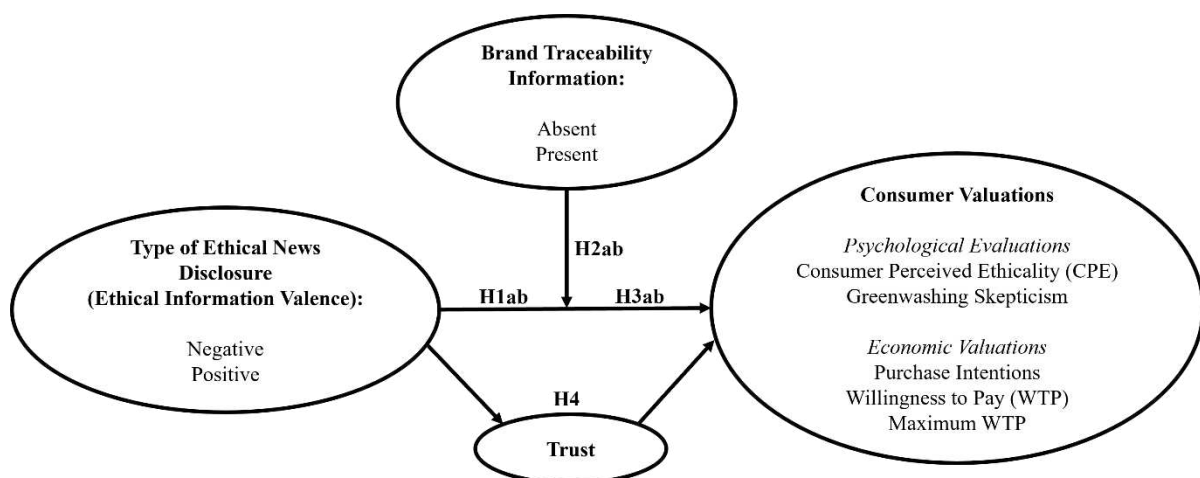 Brand Traceability
Information:
Absent
Present
Type of Ethical News
Disclosure
(Ethical Information Valence):
Negative
Positive
H1ab
H2ab
H3ab
H4
Trust
Consumer Valuations
Psychological Evaluations
Consumer Perceived Ethicality (CPE)
Greenwashing Skepticism
Economic Valuations
Purchase Intentions
Willingness to Pay (WTP)
Maximum WTP